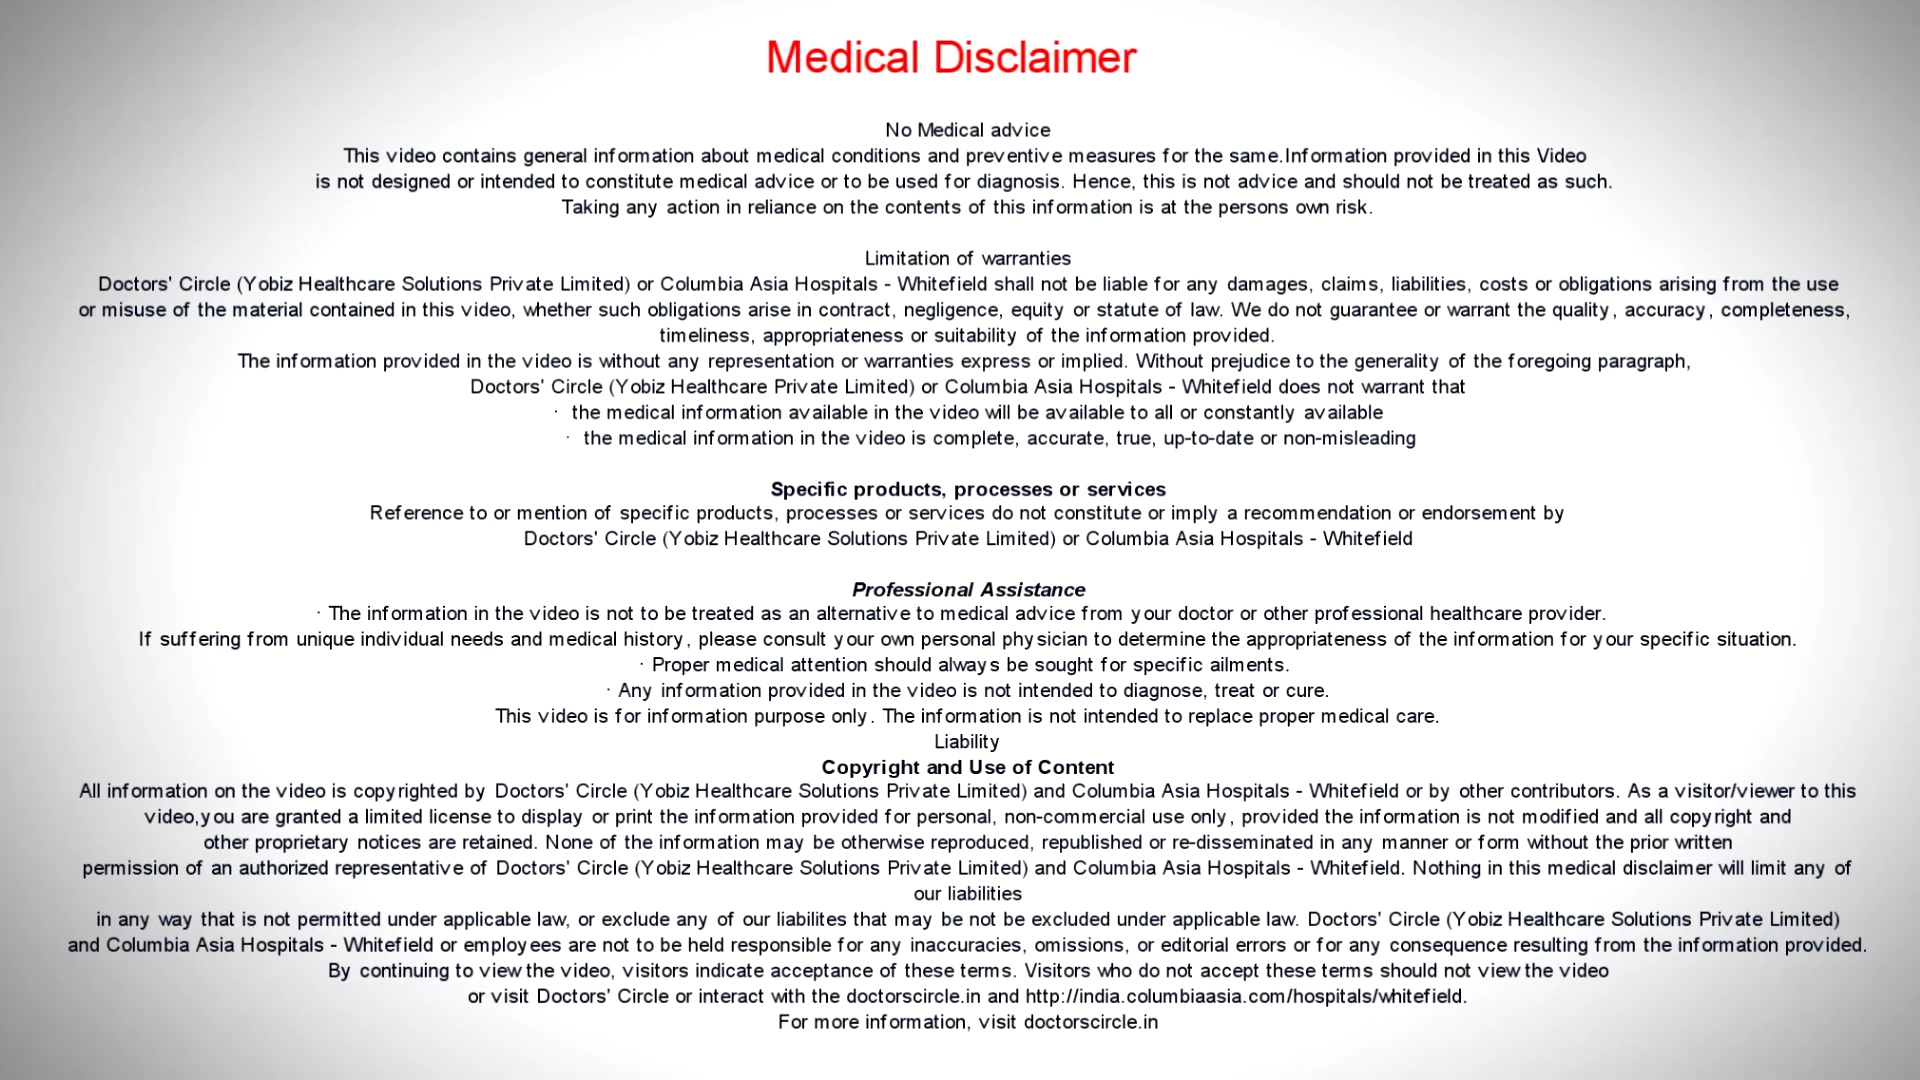 Medical Disclaimer
No Medical advice
This video contains general information about medical conditions and preventive measures for the same.Information provided in this Video
is not designed or intended to constitute medical advice or to be used for diagnosis. Hence, this is not advice and should not be treated as such.
Taking any action in reliance on the contents of this information is at the persons own risk.
Limitation of warranties
Doctors' Circle (Yobiz Healthcare Solutions Private Limited) or Columbia Asia Hospitals - Whitefield shall not be liable for any damages, claims, liabilities, costs or obligations arising from the use
or misuse of the material contained in this video, whether such obligations arise in contract, negligence, equity or statute of law. We do not guarantee or warrant the quality, accuracy, completeness,
timeliness, appropriateness or suitability of the information provided.
The information provided in the video is without any representation or warranties express or implied. Without prejudice to the generality of the foregoing paragraph,
Doctors' Circle (Yobiz Healthcare Private Limited) or Columbia Asia Hospitals - Whitefield does not warrant that
· the medical information available in the video will be available to all or constantly available
· the medical information in the video is complete, accurate, true, up-to-date or non-misleading
Specific products, processes or services
Reference to or mention of specific products, processes or services do not constitute or imply a recommendation or endorsement by
Doctors' Circle (Yobiz Healthcare Solutions Private Limited) or Columbia Asia Hospitals - Whitefield
Professional Assistance
· The information in the video is not to be treated as an alternative to medical advice from your doctor or other professional healthcare provider.
If suffering from unique individual needs and medical history, please consult your own personal physician to determine the appropriateness of the information for your specific situation.
· Proper medical attention should always be sought for specific ailments.
· Any information provided in the video is not intended to diagnose, treat or cure.
This video is for information purpose only. The information is not intended to replace proper medical care.
Liability
Copyright and Use of Content
All information on the video is copyrighted by Doctors' Circle (Yobiz Healthcare Solutions Private Limited) and Columbia Asia Hospitals - Whitefield or by other contributors. As a visitor/viewer to this
video,you are granted a limited license to display or print the information provided for personal, non-commercial use only, provided the information is not modified and all copyright and
other proprietary notices are retained. None of the information may be otherwise reproduced, republished or re-disseminated in any manner or form without the prior written
permission of an authorized representative of Doctors' Circle (Yobiz Healthcare Solutions Private Limited) and Columbia Asia Hospitals - Whitefield. Nothing in this medical disclaimer will limit any of
our liabilities
in any way that is not permitted under applicable law, or exclude any of our liabilites that may be not be excluded under applicable law. Doctors' Circle (Yobiz Healthcare Solutions Private Limited)
and Columbia Asia Hospitals - Whitefield or employees are not to be held responsible for any inaccuracies, omissions, or editorial errors or for any consequence resulting from the information provided.
By continuing to view the video, visitors indicate acceptance of these terms. Visitors who do not accept these terms should not view the video
or visit Doctors' Circle or interact with the doctorscircle.in and http://india.columbiaasia.com/hospitals/whitefield.
For more information, visit doctorscircle.in